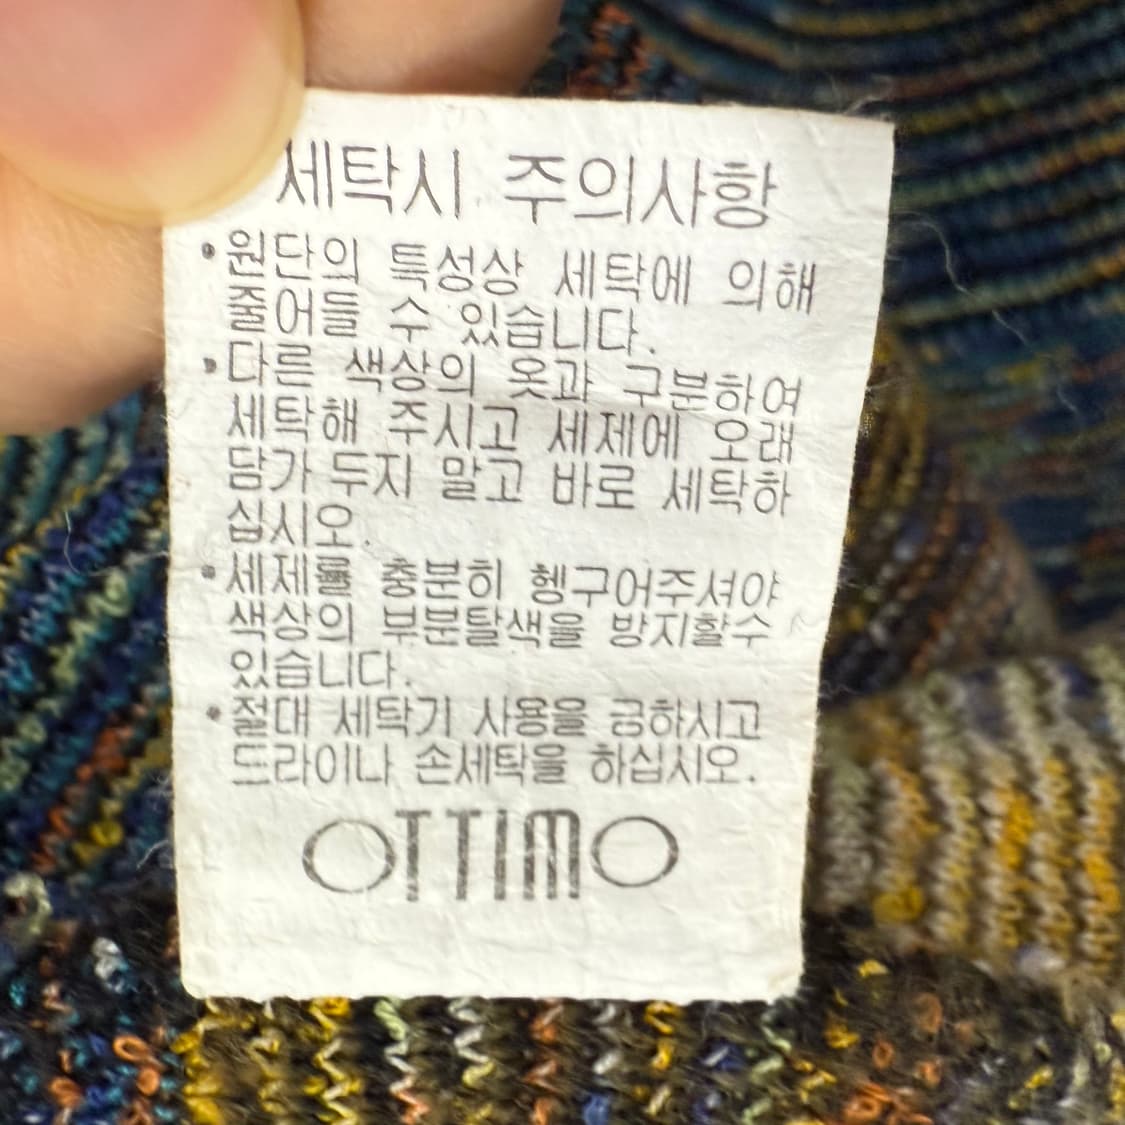 세탁시 주의사항
•원단의 특성상 세탁에 의해
줄어들 수 있습니다.
•다른 색상의 옷과 구분하여
세탁해 주시고 세제에 오래
담가 두지 말고 바로 세탁하
십시오.
•세제를 충분히 헹구어주셔야
색상의 부분탈색을 방지할수
있습니다.
•절대 세탁기 사용을 금하시고
드라이나 손세탁을 하십시오.
OTTIMO